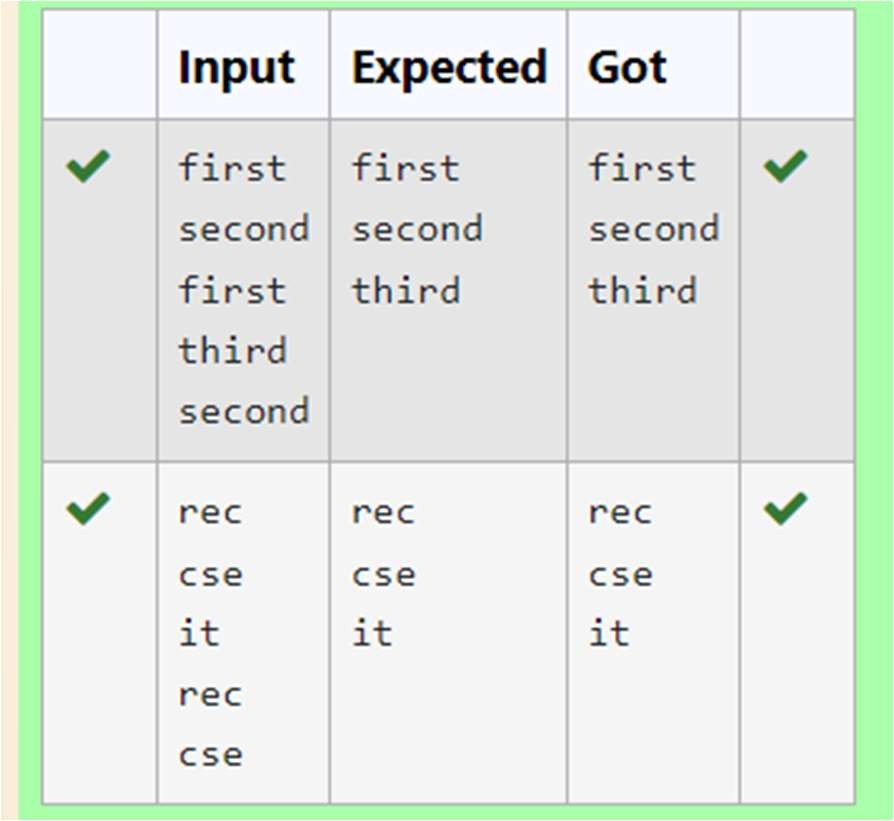 Input Expected Got
first first first
second second second
first third third
third
second
rec rec rec
cse cse cse
it it it
rec
cse